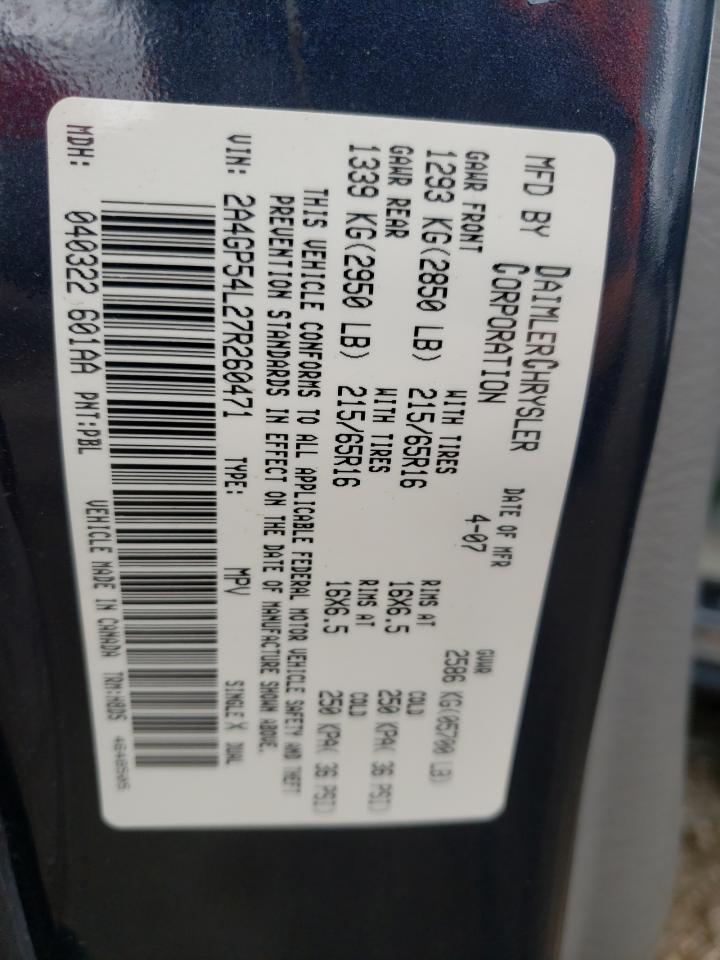 MFD BY DAIMLERCHRYSLER CORPORATION
DATE OF MFR 4-07
GVWR 2586 KG(05700 LB)
GAWR FRONT WITH TIRES RIMS AT COLD
1293 KG(2850 LB) 215/65R16 16X6.5 250 KPA( 36 PSI)
GAWR REAR WITH TIRES RIMS AT COLD
1339 KG(2950 LB) 215/65R16 16X6.5 250 KPA( 36 PSI)
THIS VEHICLE CONFORMS TO ALL APPLICABLE FEDERAL MOTOR VEHICLE SAFETY AND THEFT
PREVENTION STANDARDS IN EFFECT ON THE DATE OF MANUFACTURE SHOWN ABOVE.
VIN: 2A4GP54L27R260471 TYPE: MPV SINGLE X DUAL
MDH: 040322 601AA PNT:PBL VEHICLE MADE IN CANADA